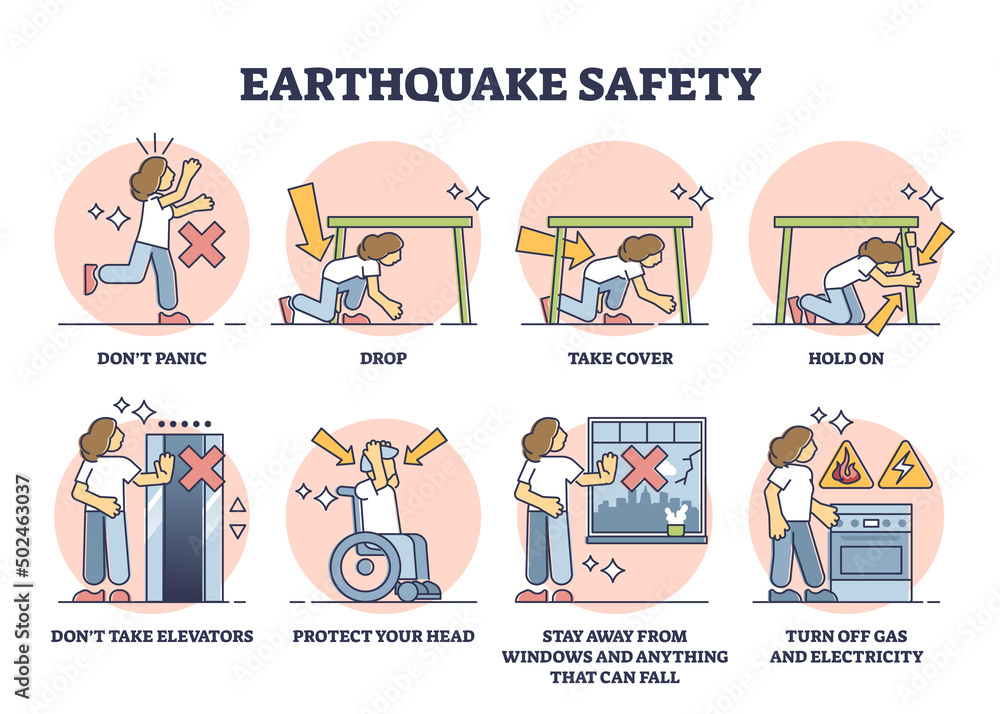 EARTHQUAKE SAFETY
DON'T PANIC
DROP
TAKE COVER
HOLD ON
DON'T TAKE ELEVATORS
PROTECT YOUR HEAD
STAY AWAY FROM
WINDOWS AND ANYTHING
THAT CAN FALL
TURN OFF GAS
AND ELECTRICITY
Adobe Stock | #502463037